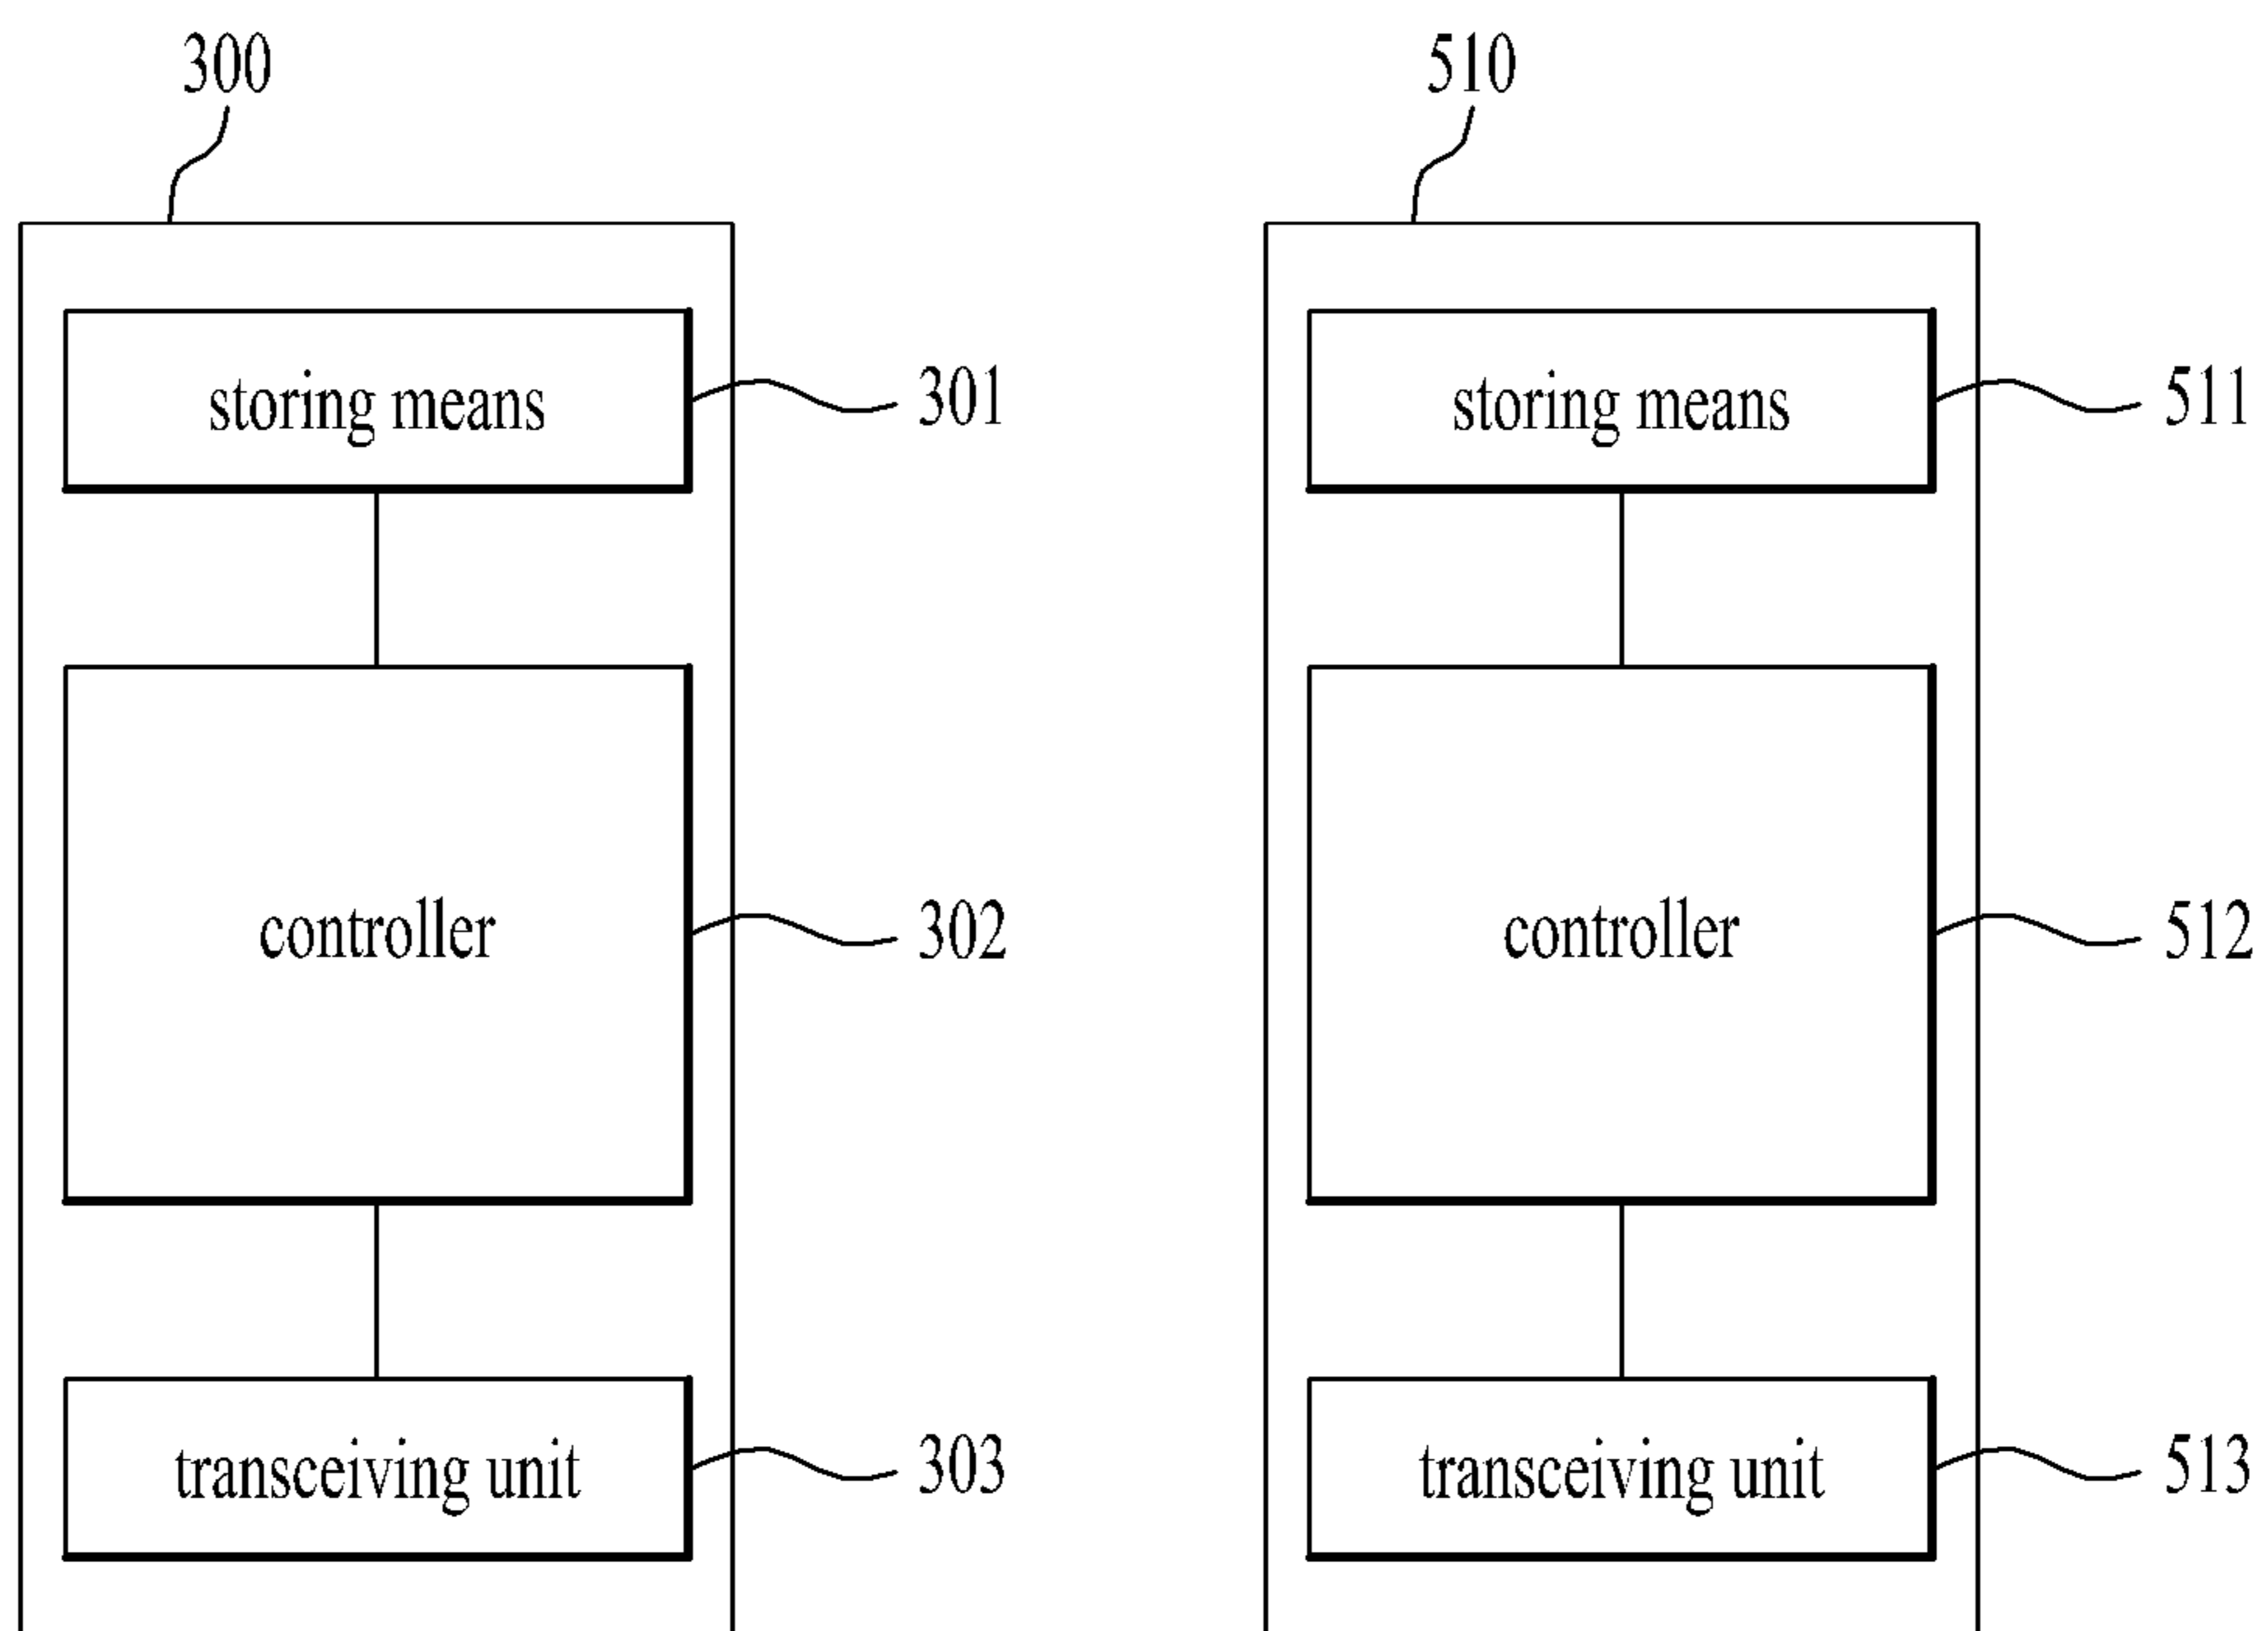 300
510
storing means
301
storing means
511
controller
302
controller
512
transceiving unit
303
transceiving unit
513